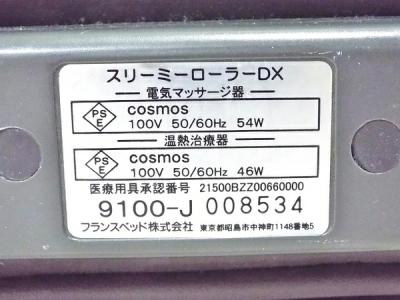 スリーミーローラーDX
電気マッサージ器
PS E cosmos
100V 50/60Hz 54W
温熱治療器
PS E cosmos
100V 50/60Hz 46W
医療用具承認番号 21500BZZ00660000
9100-J 008534
フランスベッド株式会社 東京都昭島市中神町1148番地5